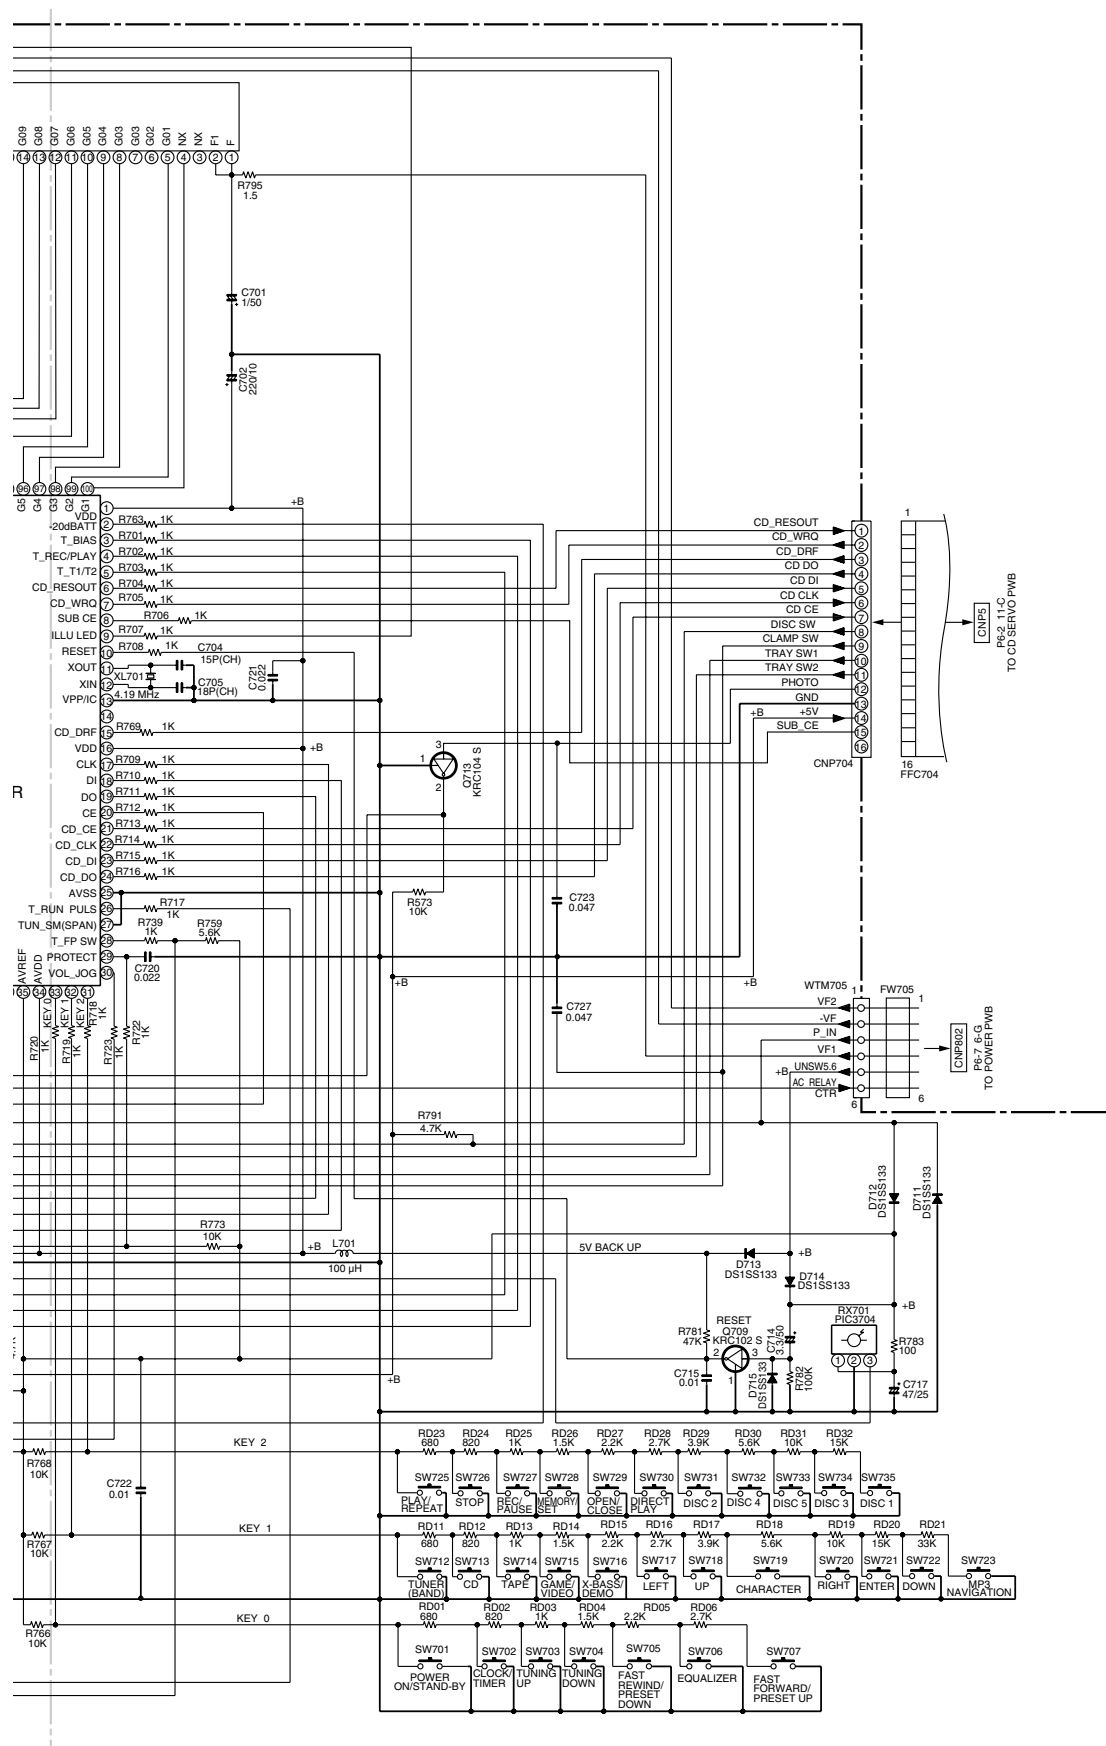 G09
G08
G07
G06
G05
G04
G03
G03
G02
G01
NX
NX
F1
F
14
13
12
11
10
9
8
7
6
5
4
3
2
1
R795
1.5
C701
1/50
C702
220/10
96
97
98
99
100
G5
G4
G3
G2
G1
+B
VDD
1
-20dBATT
2
R763
1K
T_BIAS
3
R701
1K
T_REC/PLAY
4
R702
1K
T_T1/T2
5
R703
1K
CD_RESOUT
6
R704
1K
CD_WRQ
7
R705
1K
SUB CE
8
R706
1K
ILLU LED
9
R707
1K
RESET
10
R708
1K
C704
15P(CH)
XOUT
11
XL701
XIN
12
C705
18P(CH)
4.19 MHz
VPP/IC
13
C721
0.022
14
CD_DRF
15
R769
1K
VDD
16
+B
CLK
17
R709
1K
DI
18
R710
1K
DO
19
R711
1K
CE
20
R712
1K
CD_CE
21
R713
1K
CD_CLK
22
R714
1K
CD_DI
23
R715
1K
CD_DO
24
R716
1K
AVSS
25
T_RUN PULS
26
R717
1K
TUN_SM(SPAN)
27
R739
1K
R759
5.6K
T_FP SW
28
PROTECT
29
C720
0.022
VOL_JOG
30
R
AVREF
AVDD
35
34
33
32
31
KEY 0
KEY 1
KEY 2
R720
1K
R719
1K
R718
1K
R723
1K
R722
1K
3
1
2
Q713
KRC104 S
R573
10K
C723
0.047
C727
0.047
+B
+B
CD_RESOUT
1
CD_WRQ
2
CD_DRF
3
CD DO
4
CD DI
5
CD CLK
6
CD CE
7
DISC SW
8
CLAMP SW
9
TRAY SW1
10
TRAY SW2
11
PHOTO
12
GND
13
+B
+5V
14
SUB_CE
15
16
CNP704
1
16
FFC704
CNP5
P6-2 11-C
TO CD SERVO PWB
WTM705
1
FW705
1
VF2
-VF
P_IN
VF1
+B
UNSW5.6
AC RELAY
CTR
6
6
CNP802
P6-7 6-G
TO POWER PWB
R791
4.7K
D712
DS1SS133
D711
DS1SS133
R773
10K
+B
L701
100 µH
5V BACK UP
D713
DS1SS133
+B
D714
DS1SS133
+B
RX701
PIC3704
1
2
3
R783
100
C717
47/25
RESET
Q709
KRC102 S
2
3
1
R781
47K
C715
0.01
C714
3.3/50
D715
DS1SS133
R782
100K
+B
R768
10K
C722
0.01
KEY 2
RD23
680
RD24
820
RD25
1K
RD26
1.5K
RD27
2.2K
RD28
2.7K
RD29
3.9K
RD30
5.6K
RD31
10K
RD32
15K
SW725
PLAY/
REPEAT
SW726
STOP
SW727
REC/
PAUSE
SW728
MEMORY/
SET
SW729
OPEN/
CLOSE
SW730
DIRECT
PLAY
SW731
DISC 2
SW732
DISC 4
SW733
DISC 5
SW734
DISC 3
SW735
DISC 1
R767
10K
KEY 1
RD11
680
RD12
820
RD13
1K
RD14
1.5K
RD15
2.2K
RD16
2.7K
RD17
3.9K
RD18
5.6K
RD19
10K
RD20
15K
RD21
33K
SW712
TUNER
(BAND)
SW713
CD
SW714
TAPE
SW715
GAME/
VIDEO
SW716
X-BASS/
DEMO
SW717
LEFT
SW718
UP
SW719
CHARACTER
SW720
RIGHT
SW721
ENTER
SW722
DOWN
SW723
MP3
NAVIGATION
R766
10K
KEY 0
RD01
680
RD02
820
RD03
1K
RD04
1.5K
RD05
2.2K
RD06
2.7K
SW701
POWER
ON/STAND-BY
SW702
CLOCK/
TIMER
SW703
TUNING
UP
SW704
TUNING
DOWN
SW705
FAST
REWIND/
PRESET
DOWN
SW706
EQUALIZER
SW707
FAST
FORWARD/
PRESET UP